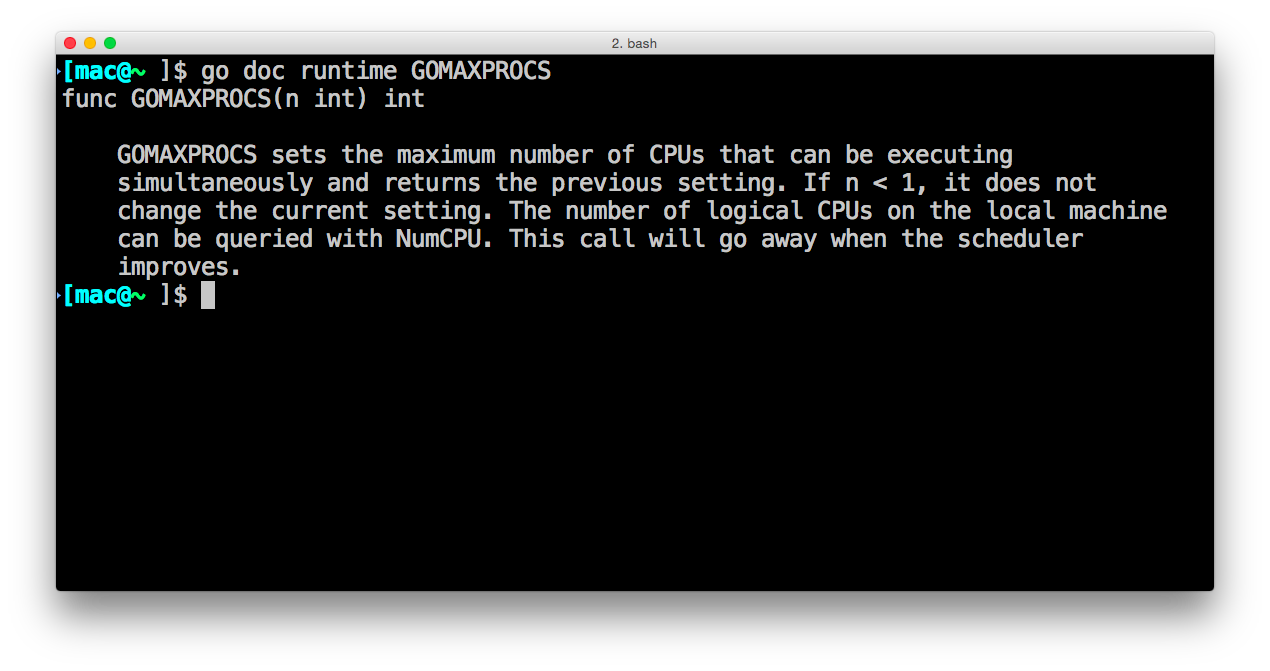 2. bash
[mac@~ ]$ go doc runtime GOMAXPROCS
func GOMAXPROCS(n int) int
GOMAXPROCS sets the maximum number of CPUs that can be executing
simultaneously and returns the previous setting. If n < 1, it does not
change the current setting. The number of logical CPUs on the local machine
can be queried with NumCPU. This call will go away when the scheduler
improves.
[mac@~ ]$